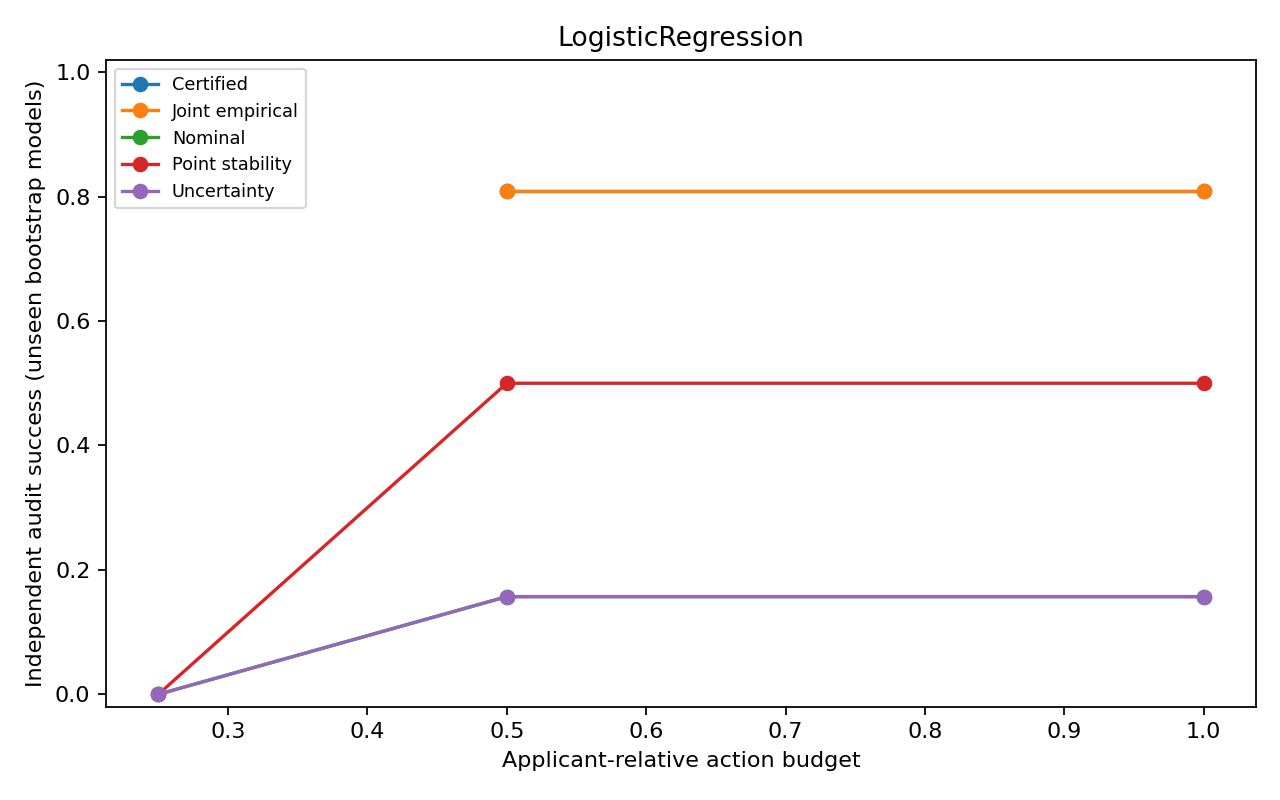 LogisticRegression
Certified
Joint empirical
Nominal
Point stability
Uncertainty
Independent audit success (unseen bootstrap models)
1.0
0.8
0.6
0.4
0.2
0.0
0.3 0.4 0.5 0.6 0.7 0.8 0.9 1.0
Applicant-relative action budget